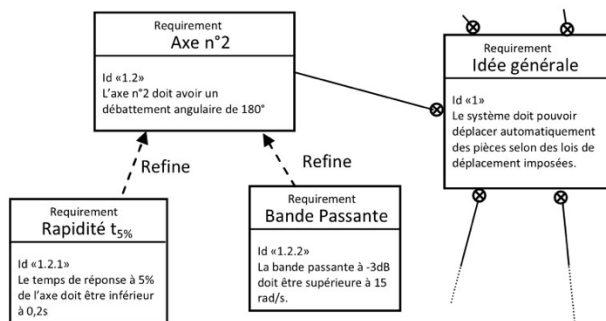 Requirement
Axe n°2
Id «1.2»
L'axe n°2 doit avoir un
débattement angulaire de 180°
Requirement
Idée générale
Id «1»
Le système doit pouvoir
déplacer automatiquement
des pièces selon des lois de
déplacement imposées.
Refine
Refine
Requirement
Rapidité t5%
Id «1.2.1»
Le temps de réponse à 5%
de l'axe doit être inférieur
à 0,2s
Requirement
Bande Passante
Id «1.2.2»
La bande passante à -3dB
doit être supérieure à 15
rad/s.